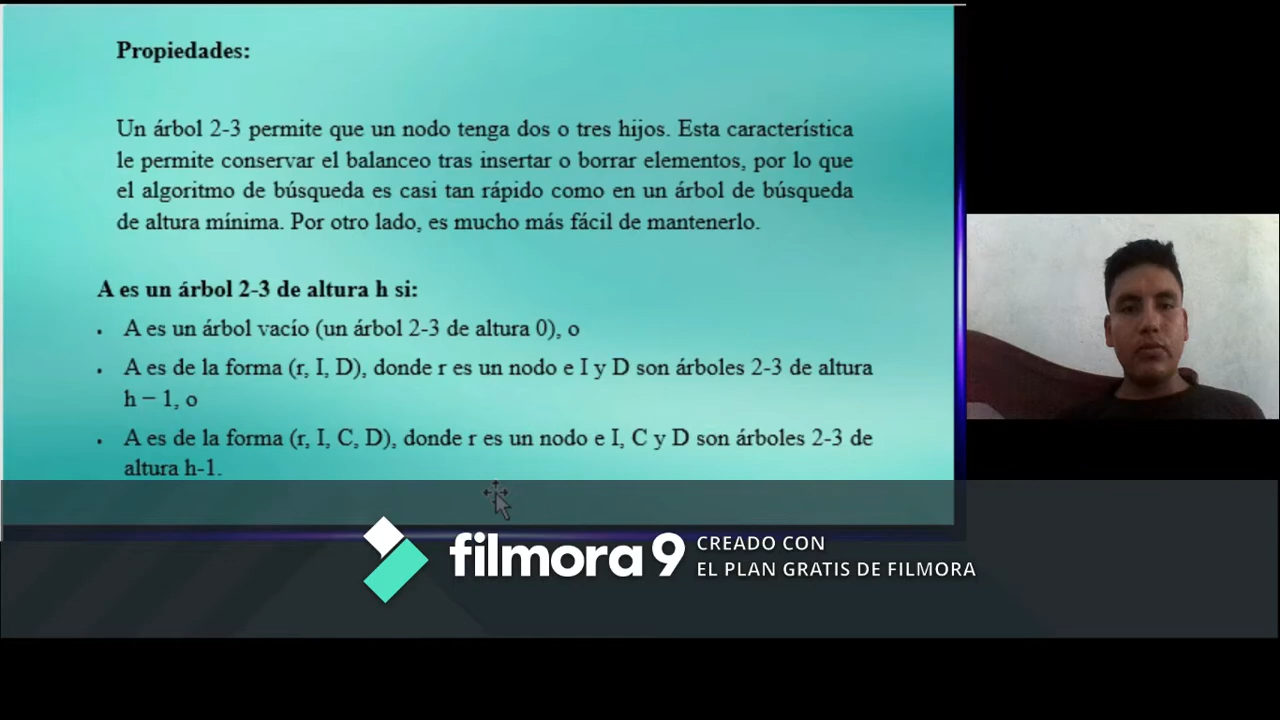 Propiedades:
Un árbol 2-3 permite que un nodo tenga dos o tres hijos. Esta característica
le permite conservar el balanceo tras insertar o borrar elementos, por lo que
el algoritmo de búsqueda es casi tan rápido como en un árbol de búsqueda
de altura mínima. Por otro lado, es mucho más fácil de mantenerlo.
A es un árbol 2-3 de altura h si:
• A es un árbol vacío (un árbol 2-3 de altura 0), o
• A es de la forma (r, I, D), donde r es un nodo e I y D son árboles 2-3 de altura
h − 1, o
• A es de la forma (r, I, C, D), donde r es un nodo e I, C y D son árboles 2-3 de
altura h-1.
filmora 9
CREADO CON
EL PLAN GRATIS DE FILMORA